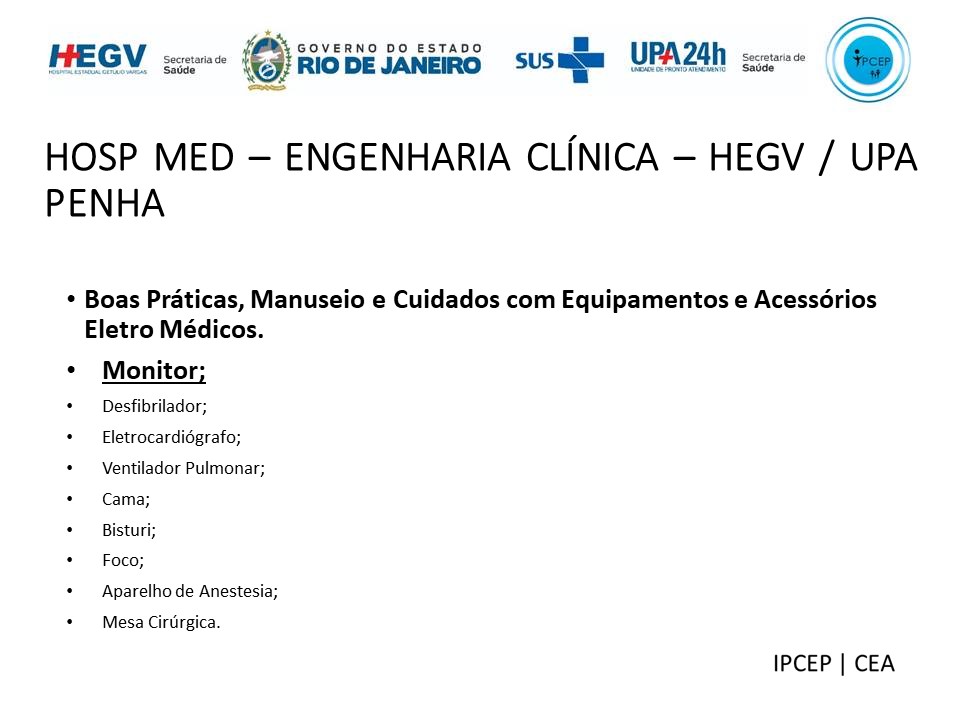 HEGV
HOSPITAL ESTADUAL GETÚLIO VARGAS
Secretaria de
Saúde
GOVERNO DO ESTADO
RIO DE JANEIRO
SUS
UPA24h
UNIDADE DE PRONTO ATENDIMENTO
Secretaria de
Saúde
IPCEP
HOSP MED – ENGENHARIA CLÍNICA – HEGV / UPA
PENHA
• Boas Práticas, Manuseio e Cuidados com Equipamentos e Acessórios
Eletro Médicos.
• Monitor;
• Desfibrilador;
• Eletrocardiógrafo;
• Ventilador Pulmonar;
• Cama;
• Bisturi;
• Foco;
• Aparelho de Anestesia;
• Mesa Cirúrgica.
IPCEP | CEA